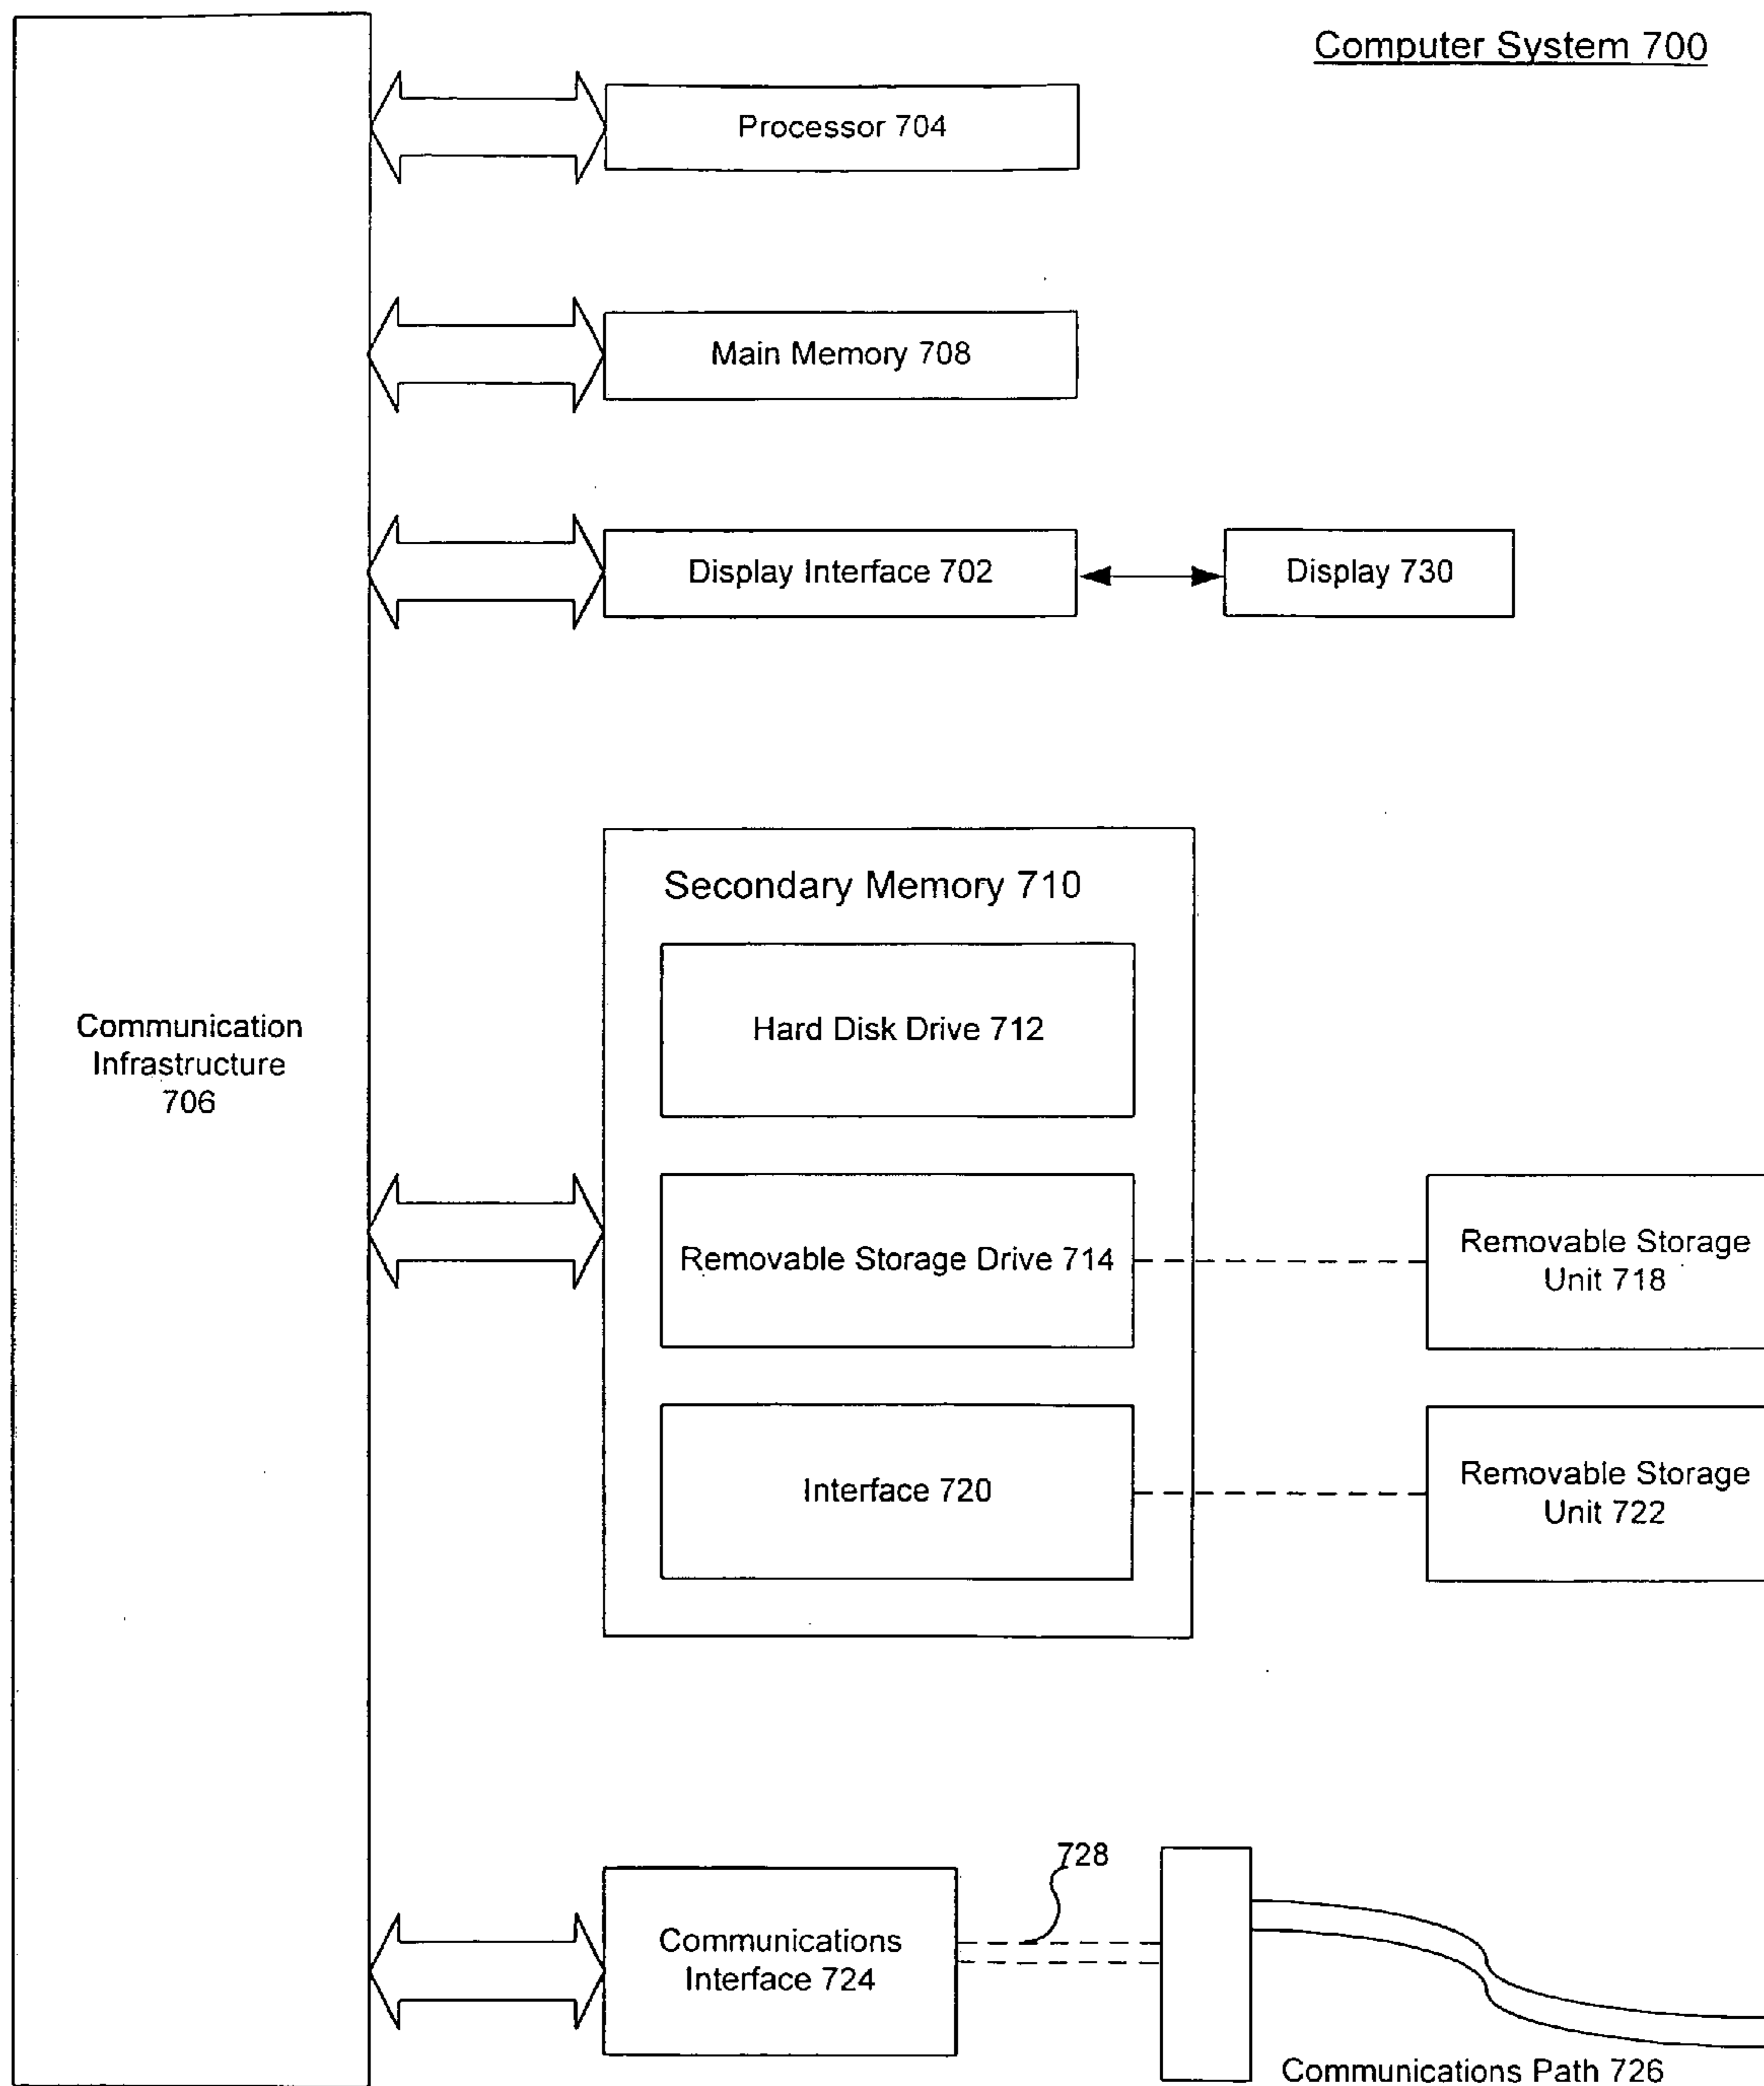 Computer System 700
Processor 704
Main Memory 708
Display Interface 702
Display 730
Secondary Memory 710
Hard Disk Drive 712
Communication
Infrastructure
706
Removable Storage Drive 714
Removable Storage
Unit 718
Interface 720
Removable Storage
Unit 722
728
Communications
Interface 724
Communications Path 726